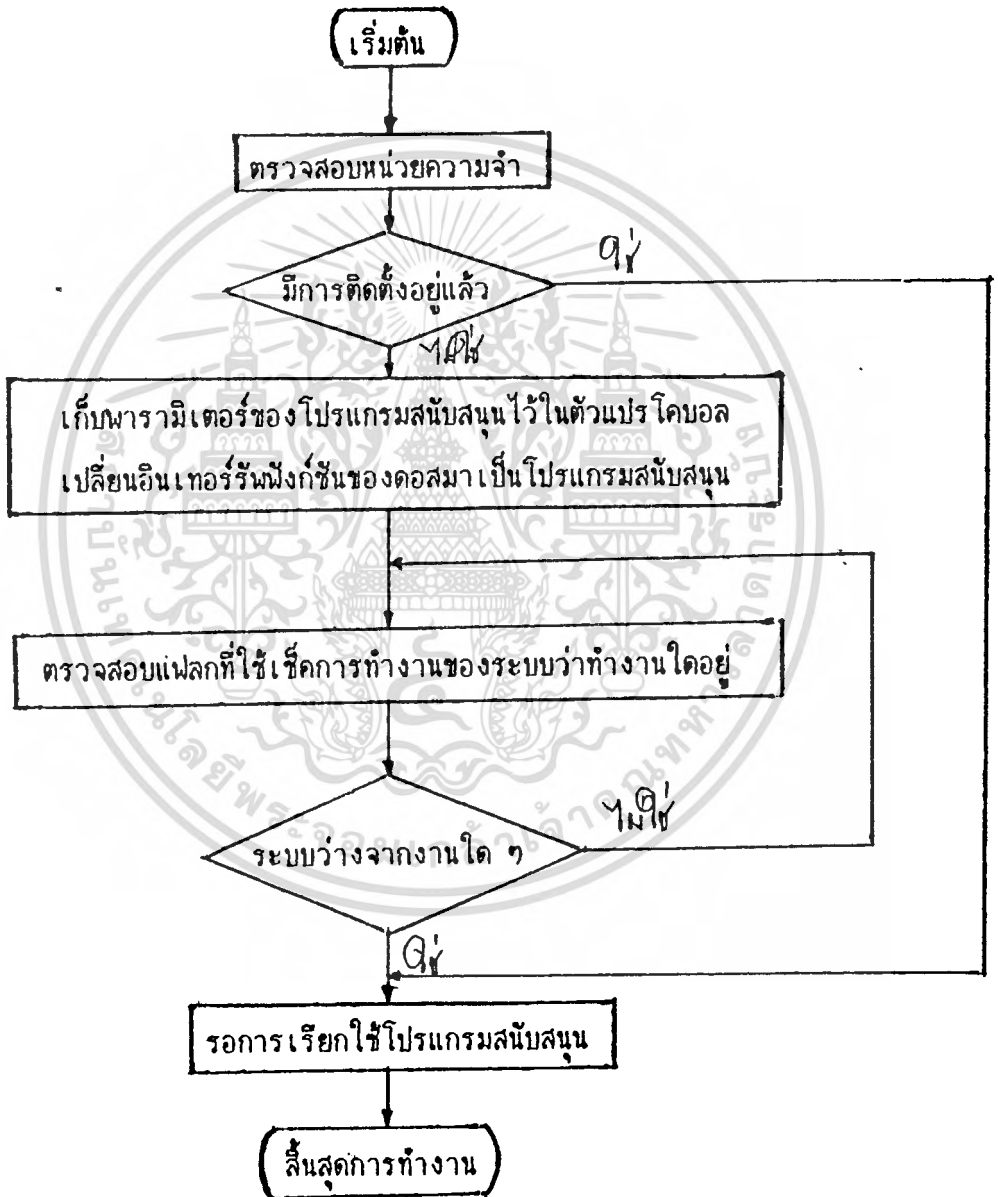 เริ่มต้น
ตรวจสอบหน่วยความจำ
มีการติดตั้งอยู่แล้ว
ใช่
ไม่ใช่
เก็บพารามิเตอร์ของโปรแกรมสนับสนุนไว้ในตัวแปรโคบอล
เปลี่ยนอินเทอร์รัพฟังก์ชันของดอสมาเป็นโปรแกรมสนับสนุน
ตรวจสอบแฟลกที่ใช้เช็คการทำงานของระบบว่าทำงานใดอยู่
ระบบว่างจากงานใด ๆ
ไม่ใช่
ใช่
รอการเรียกใช้โปรแกรมสนับสนุน
สิ้นสุดการทำงาน